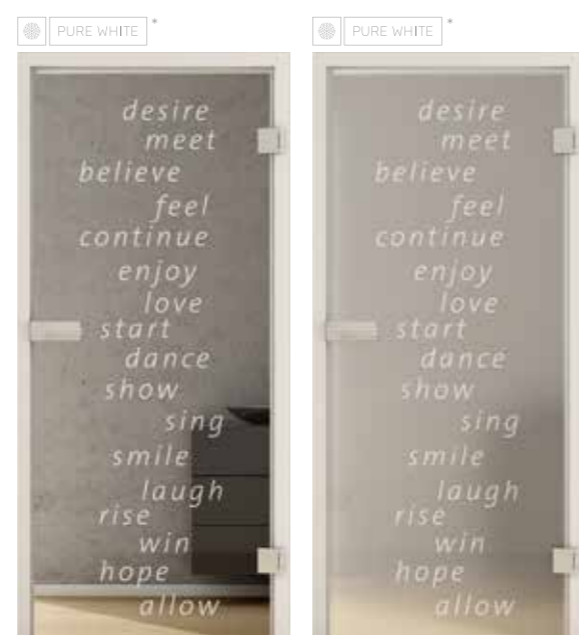 PURE WHITE *
desire
meet
believe
feel
continue
enjoy
love
start
dance
show
sing
smile
laugh
rise
win
hope
allow
PURE WHITE *
desire
meet
believe
feel
continue
enjoy
love
start
dance
show
sing
smile
laugh
rise
win
hope
allow